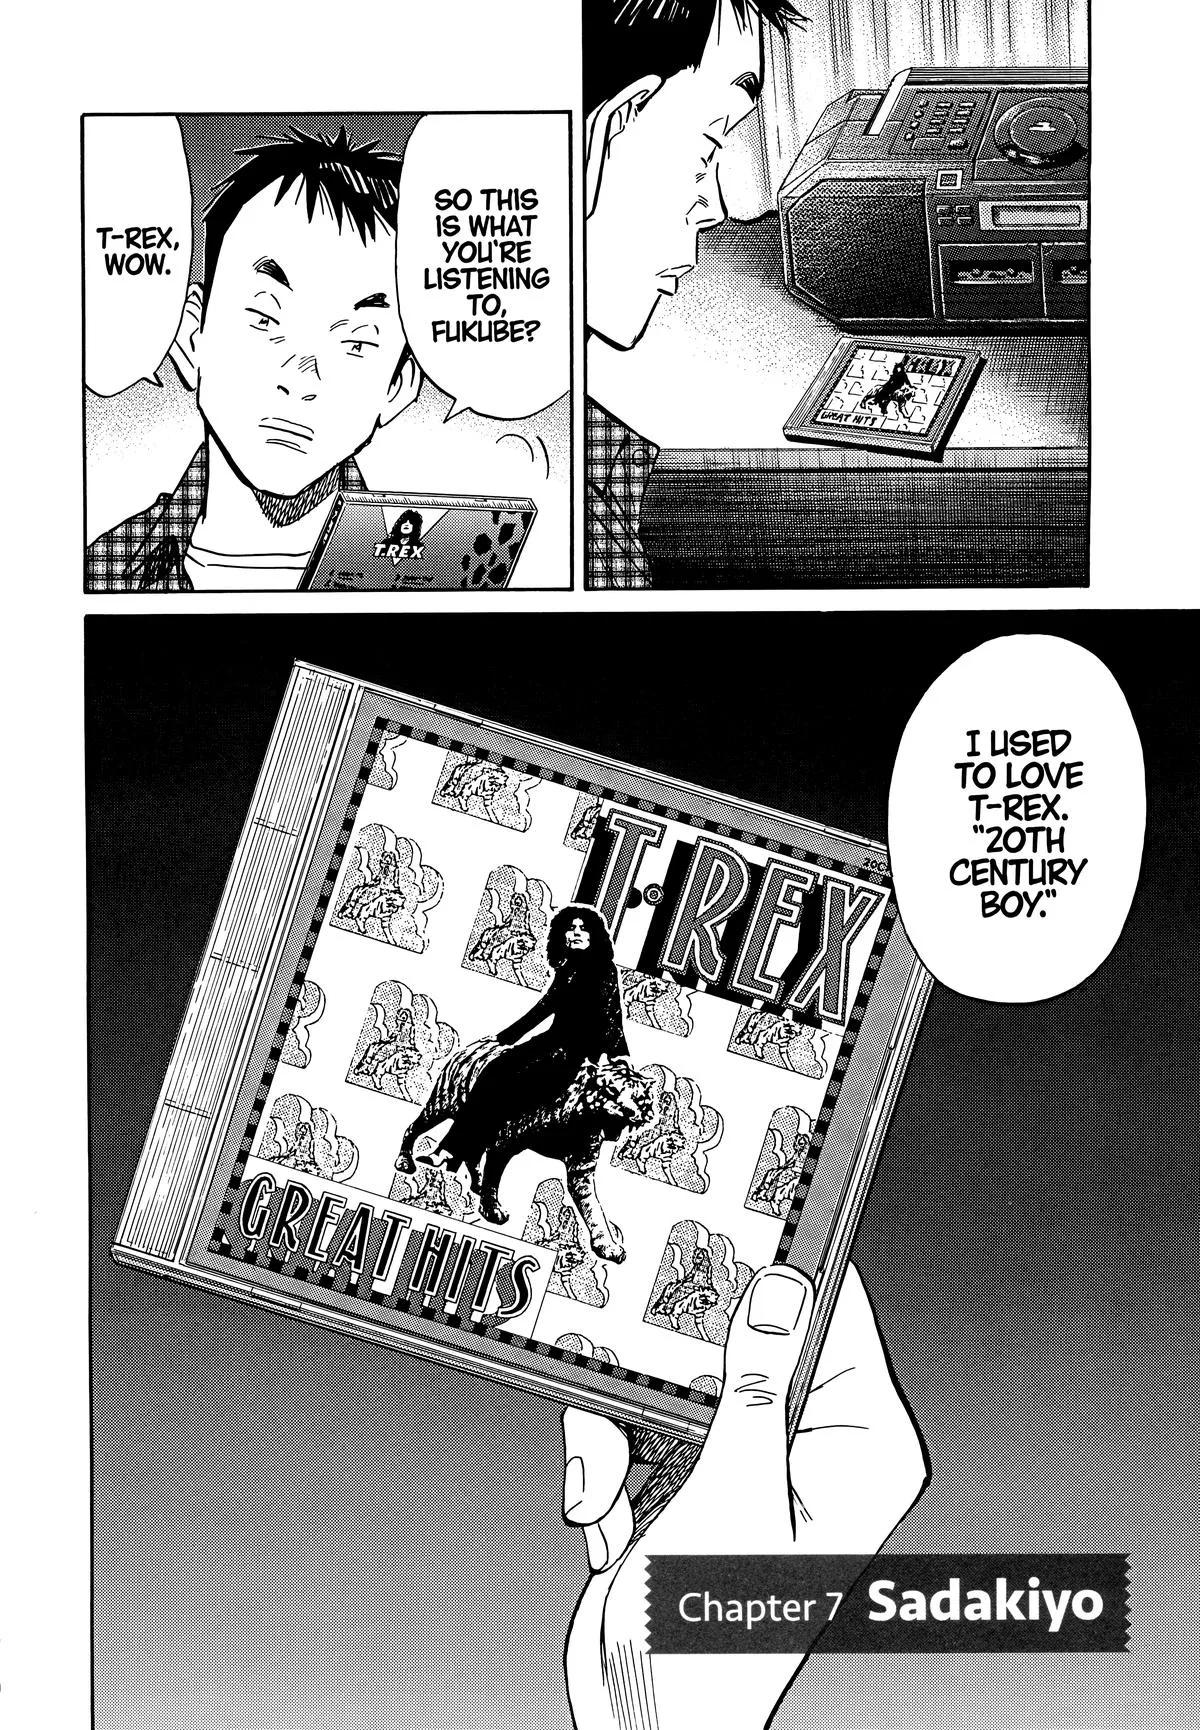 T-REX
GREAT HITS
SO THIS
IS WHAT
YOU'RE
LISTENING
TO,
FUKUBE?
T-REX,
WOW.
T.REX
I USED
TO LOVE
T-REX.
"20TH
CENTURY
BOY."
T·REX
GREAT HITS
Chapter 7 Sadakiyo